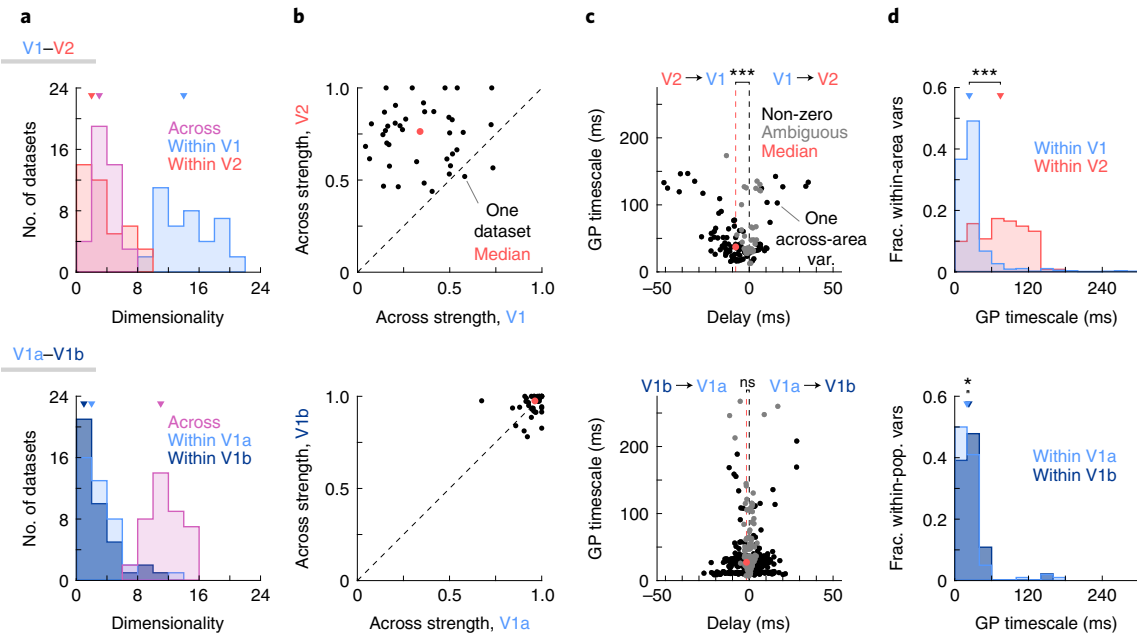 a
b
c
d
V1–V2
24
16
8
0
No. of datasets
Across
Within V1
Within V2
0
8
16
24
Dimensionality
1.0
0.5
0
Across strength, V2
One
dataset
Median
0
0.5
1.0
Across strength, V1
V2 → V1
***
V1 → V2
200
100
0
GP timescale (ms)
Non-zero
Ambiguous
Median
One
across-area
var.
−50
0
50
Delay (ms)
***
0.6
0.4
0.2
0
Frac. within-area vars
Within V1
Within V2
0
120
240
GP timescale (ms)
V1a–V1b
24
16
8
0
No. of datasets
Across
Within V1a
Within V1b
0
8
16
24
Dimensionality
1.0
0.5
0
Across strength, V1b
0
0.5
1.0
Across strength, V1a
V1b → V1a
ns
V1a → V1b
200
100
0
GP timescale (ms)
−50
0
50
Delay (ms)
*
0.6
0.4
0.2
0
Frac. within-pop. vars
Within V1a
Within V1b
0
120
240
GP timescale (ms)